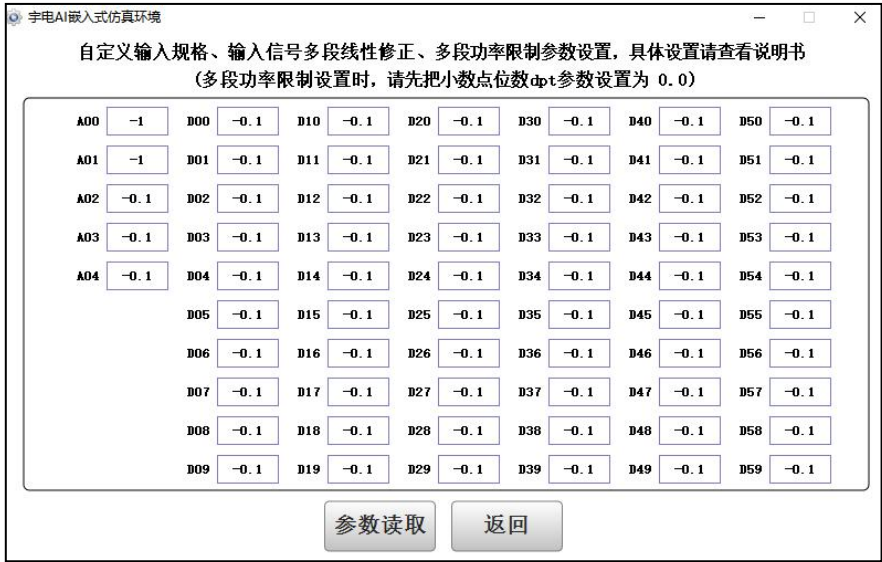 宇电AI嵌入式仿真环境
自定义输入规格、输入信号多段线性修正、多段功率限制参数设置，具体设置请查看说明书
(多段功率限制设置时，请先把小数点位数dpt参数设置为 0.0)
A00 -1 D00 -0.1 D10 -0.1 D20 -0.1 D30 -0.1 D40 -0.1 D50 -0.1
A01 -1 D01 -0.1 D11 -0.1 D21 -0.1 D31 -0.1 D41 -0.1 D51 -0.1
A02 -0.1 D02 -0.1 D12 -0.1 D22 -0.1 D32 -0.1 D42 -0.1 D52 -0.1
A03 -0.1 D03 -0.1 D13 -0.1 D23 -0.1 D33 -0.1 D43 -0.1 D53 -0.1
A04 -0.1 D04 -0.1 D14 -0.1 D24 -0.1 D34 -0.1 D44 -0.1 D54 -0.1
D05 -0.1 D15 -0.1 D25 -0.1 D35 -0.1 D45 -0.1 D55 -0.1
D06 -0.1 D16 -0.1 D26 -0.1 D36 -0.1 D46 -0.1 D56 -0.1
D07 -0.1 D17 -0.1 D27 -0.1 D37 -0.1 D47 -0.1 D57 -0.1
D08 -0.1 D18 -0.1 D28 -0.1 D38 -0.1 D48 -0.1 D58 -0.1
D09 -0.1 D19 -0.1 D29 -0.1 D39 -0.1 D49 -0.1 D59 -0.1
参数读取 返回